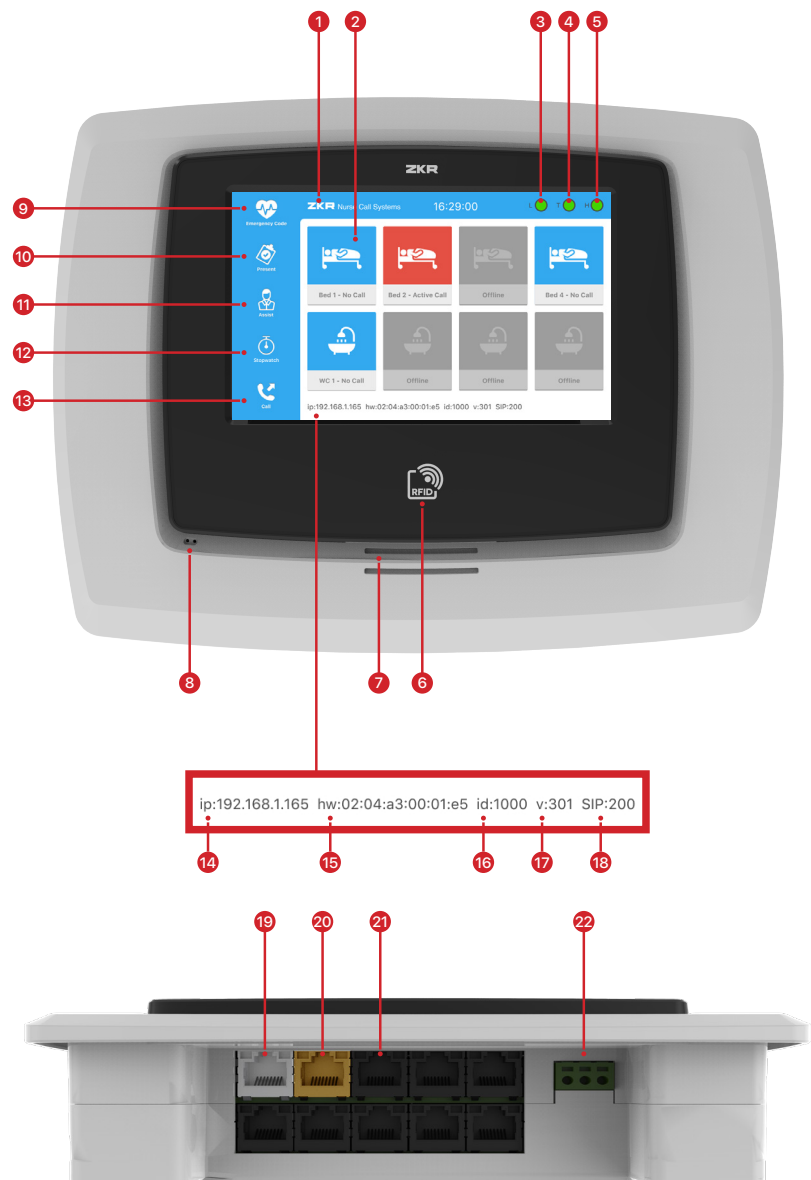 1 2 3 4 5
ZKR
9 Emergency Code
ZKR Nurse Call Systems 16:29:00 L T H
10 Present
Bed 1 - No Call Bed 2 - Active Call Offline Bed 4 - No Call
11 Assist
12 Stopwatch
WC 1 - No Call Offline Offline Offline
13 Call
ip:192.168.1.165 hw:02:04:a3:00:01:e5 id:1000 v:301 SIP:200
RFID
8 7 6
ip:192.168.1.165 hw:02:04:a3:00:01:e5 id:1000 v:301 SIP:200
14 15 16 17 18
19 20 21 22